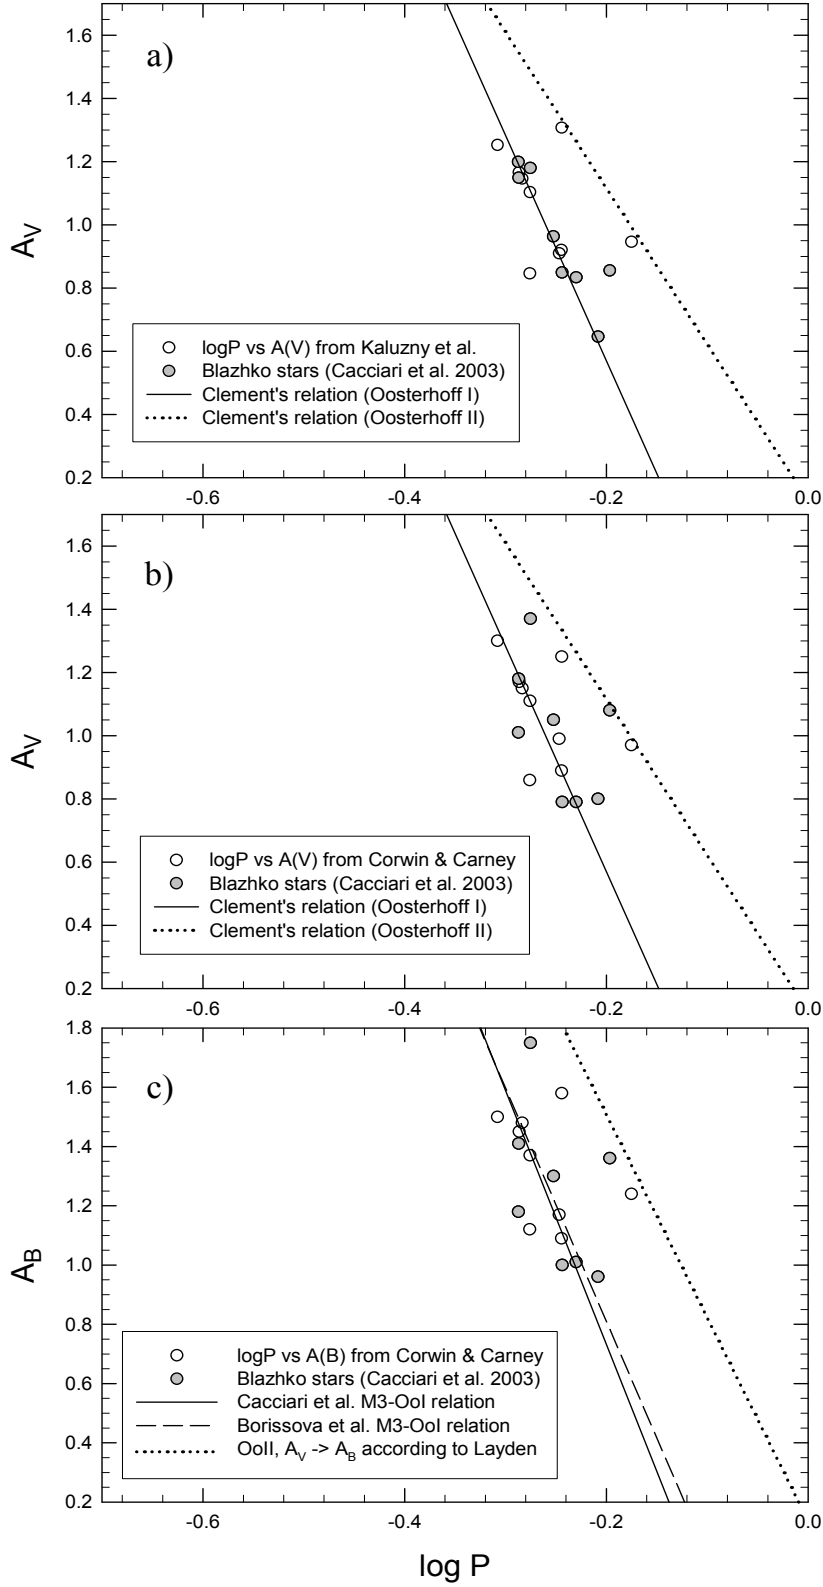 a)
1.6
1.4
1.2
1.0
0.8
0.6
0.4
0.2
A_V
logP vs A(V) from Kaluzny et al.
Blazhko stars (Cacciari et al. 2003)
Clement's relation (Oosterhoff I)
Clement's relation (Oosterhoff II)
-0.6 -0.4 -0.2 0.0
b)
1.6
1.4
1.2
1.0
0.8
0.6
0.4
0.2
A_V
logP vs A(V) from Corwin & Carney
Blazhko stars (Cacciari et al. 2003)
Clement's relation (Oosterhoff I)
Clement's relation (Oosterhoff II)
-0.6 -0.4 -0.2 0.0
c)
1.8
1.6
1.4
1.2
1.0
0.8
0.6
0.4
0.2
A_B
logP vs A(B) from Corwin & Carney
Blazhko stars (Cacciari et al. 2003)
Cacciari et al. M3-OoI relation
Borissova et al. M3-OoI relation
OoII, A_V -> A_B according to Layden
-0.6 -0.4 -0.2 0.0
log P